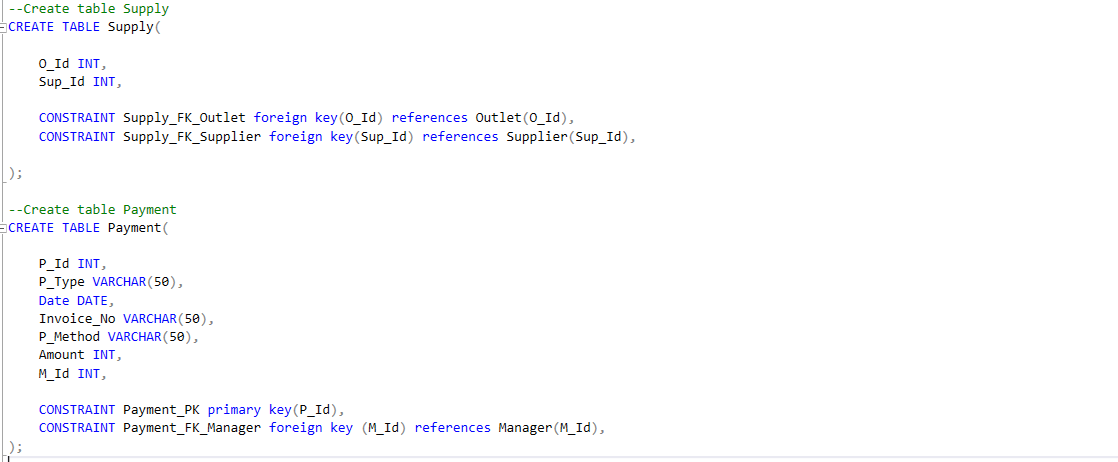 --Create table Supply
CREATE TABLE Supply(
O_Id INT,
Sup_Id INT,
CONSTRAINT Supply_FK_Outlet foreign key(O_Id) references Outlet(O_Id),
CONSTRAINT Supply_FK_Supplier foreign key(Sup_Id) references Supplier(Sup_Id),
);
--Create table Payment
CREATE TABLE Payment(
P_Id INT,
P_Type VARCHAR(50),
Date DATE,
Invoice_No VARCHAR(50),
P_Method VARCHAR(50),
Amount INT,
M_Id INT,
CONSTRAINT Payment_PK primary key(P_Id),
CONSTRAINT Payment_FK_Manager foreign key (M_Id) references Manager(M_Id),
);